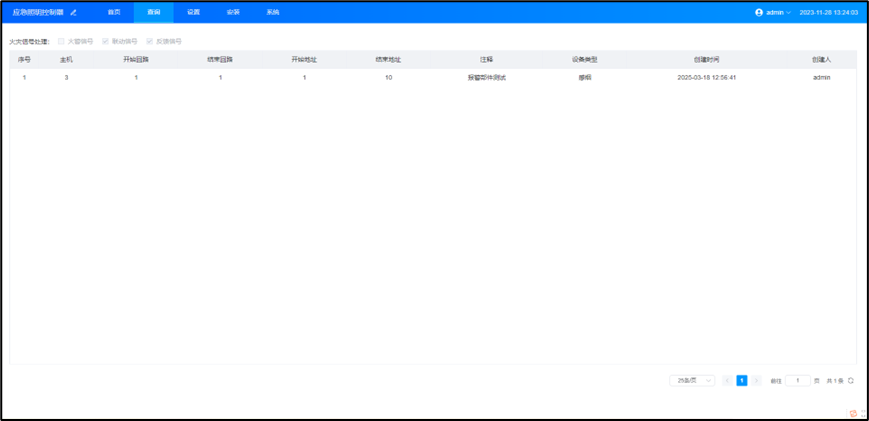 应急照明控制器 首页 查询 设置 安装 系统 admin 2023-11-28 13:24:03
火灾信号处理: 火警信号 联动信号 反馈信号
序号 主机 开始回路 结束回路 开始地址 结束地址 注释 设备类型 创建时间 创建人
1 3 1 1 1 10 报警部件测试 感烟 2025-03-18 12:56:41 admin
25条/页 1 前往 1 页 共 1 条